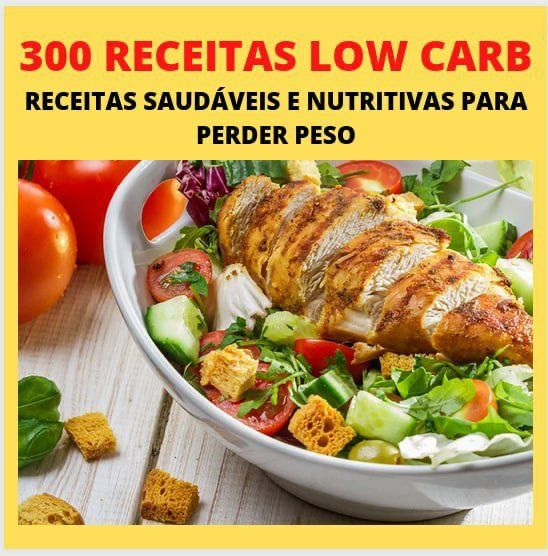 300 RECEITAS LOW CARB
RECEITAS SAUDÁVEIS E NUTRITIVAS PARA
PERDER PESO